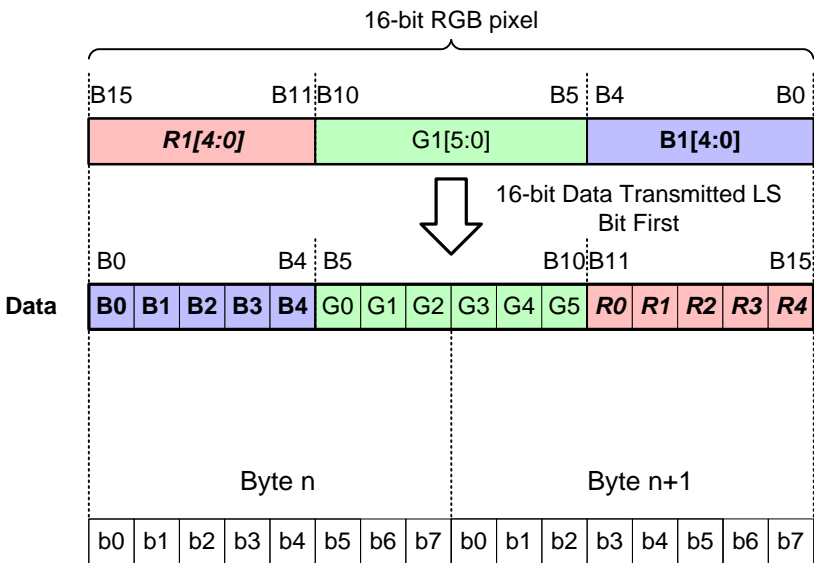 16-bit RGB pixel
B15 B11 B10 B5 B4 B0
R1[4:0] G1[5:0] B1[4:0]
16-bit Data Transmitted LS
Bit First
B0 B4 B5 B10 B11 B15
Data B0 B1 B2 B3 B4 G0 G1 G2 G3 G4 G5 R0 R1 R2 R3 R4
Byte n Byte n+1
b0 b1 b2 b3 b4 b5 b6 b7 b0 b1 b2 b3 b4 b5 b6 b7